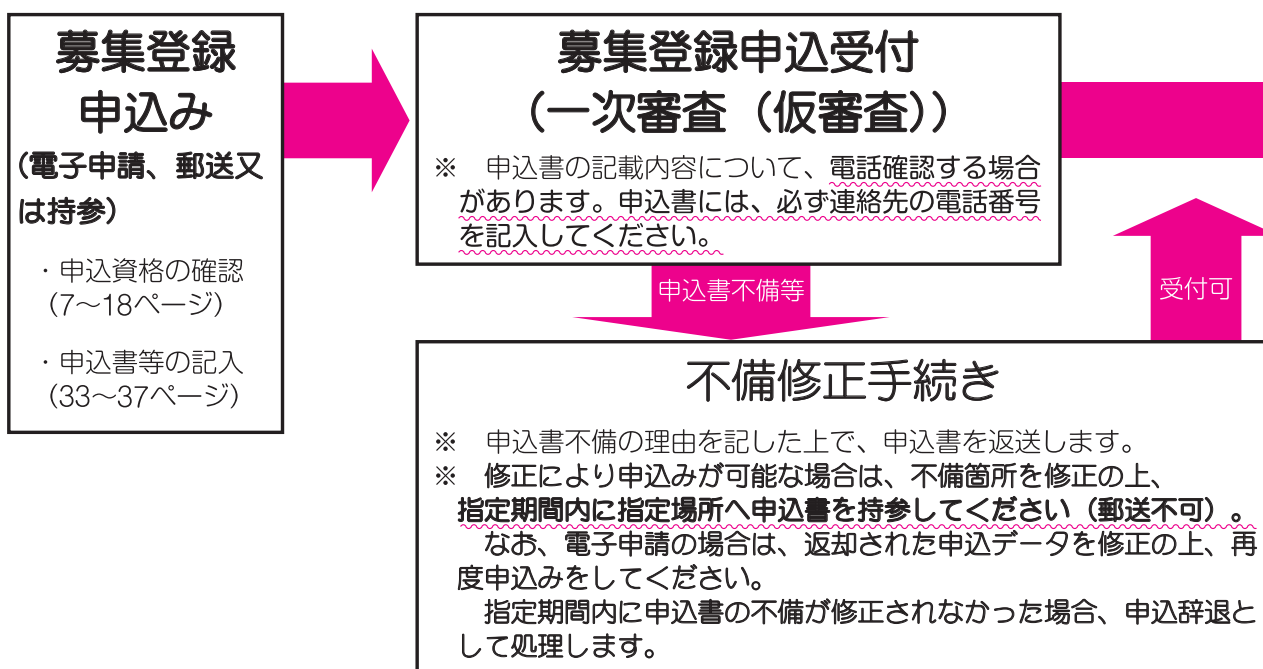 募集登録
申込み
(電子申請、郵送又
は持参)
・申込資格の確認
(7〜18ページ)
・申込書等の記入
(33〜37ページ)
募集登録申込受付
(一次審査(仮審査))
※　申込書の記載内容について、電話確認する場合
があります。申込書には、必ず連絡先の電話番号
を記入してください。
申込書不備等
受付可
不備修正手続き
※　申込書不備の理由を記した上で、申込書を返送します。
※　修正により申込みが可能な場合は、不備箇所を修正の上、
指定期間内に指定場所へ申込書を持参してください(郵送不可)。
なお、電子申請の場合は、返却された申込データを修正の上、再
度申込みをしてください。
指定期間内に申込書の不備が修正されなかった場合、申込辞退と
して処理します。